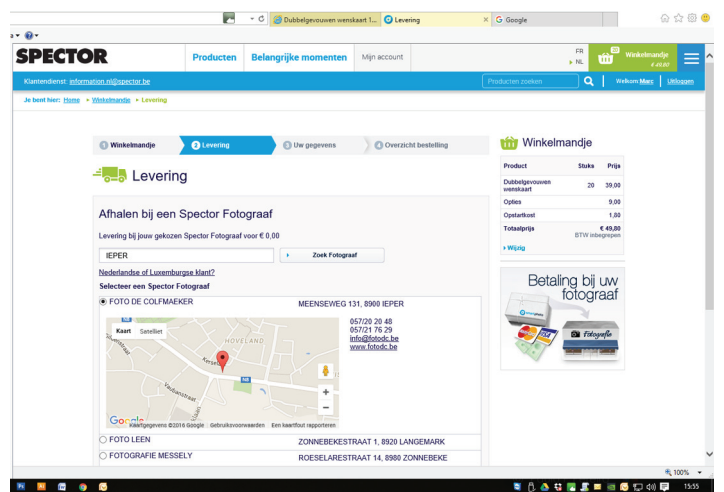 Dubbelgevouwen wenskaart 1...
Levering
Google
SPECTOR
Producten
Belangrijke momenten
Mijn account
FR
NL
20
Winkelmandje
€ 49,80
Klantendienst: information.nl@spector.be
Producten zoeken
Welkom Marc
Uitloggen
Je bent hier: Home
Winkelmandje
Levering
1 Winkelmandje
2 Levering
3 Uw gegevens
4 Overzicht bestelling
Levering
Afhalen bij een Spector Fotograaf
Levering bij jouw gekozen Spector Fotograaf voor € 0,00
IEPER
Zoek Fotograaf
Nederlandse of Luxemburgse klant?
Selecteer een Spector Fotograaf
FOTO DE COLFMAEKER
MEENSEWEG 131, 8900 IEPER
057/20 20 48
057/21 76 29
info@fotodc.be
www.fotodc.be
Kaart
Satelliet
N8
HOVELAND
Vaubanstraat
N8
Google
Kaartgegevens ©2016 Google
Gebruiksvoorwaarden
Een kaartfout rapporteren
FOTO LEEN
ZONNEBEKESTRAAT 1, 8920 LANGEMARK
FOTOGRAFIE MESSELY
ROESELARESTRAAT 14, 8980 ZONNEBEKE
Winkelmandje
Product Stuks Prijs
Dubbelgevouwen
wenskaart 20 39,00
Opties 9,00
Opstartkost 1,80
Totaalprijs € 49,80
BTW inbegrepen
Wijzig
Betaling bij uw
fotograaf
Fotografie
VISA
100%
15:55